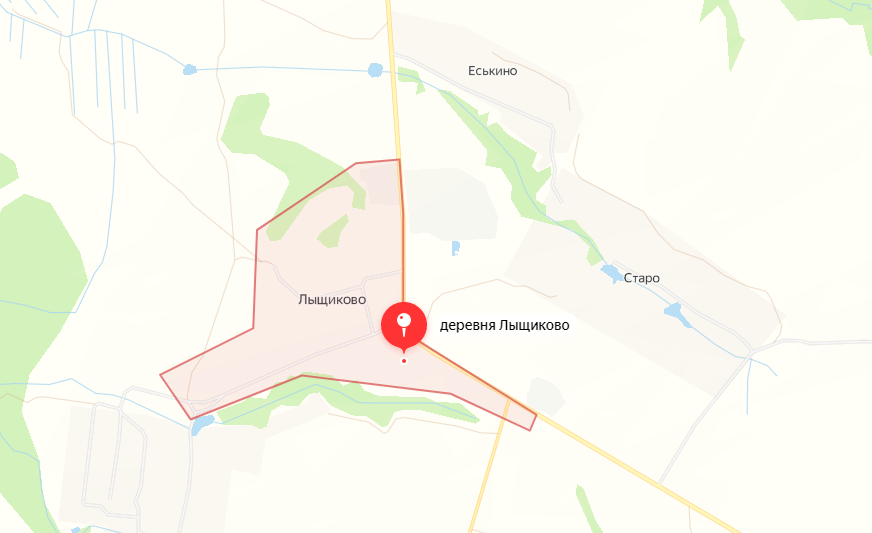 Еськино
Старо
Лыщиково
деревня Лыщиково